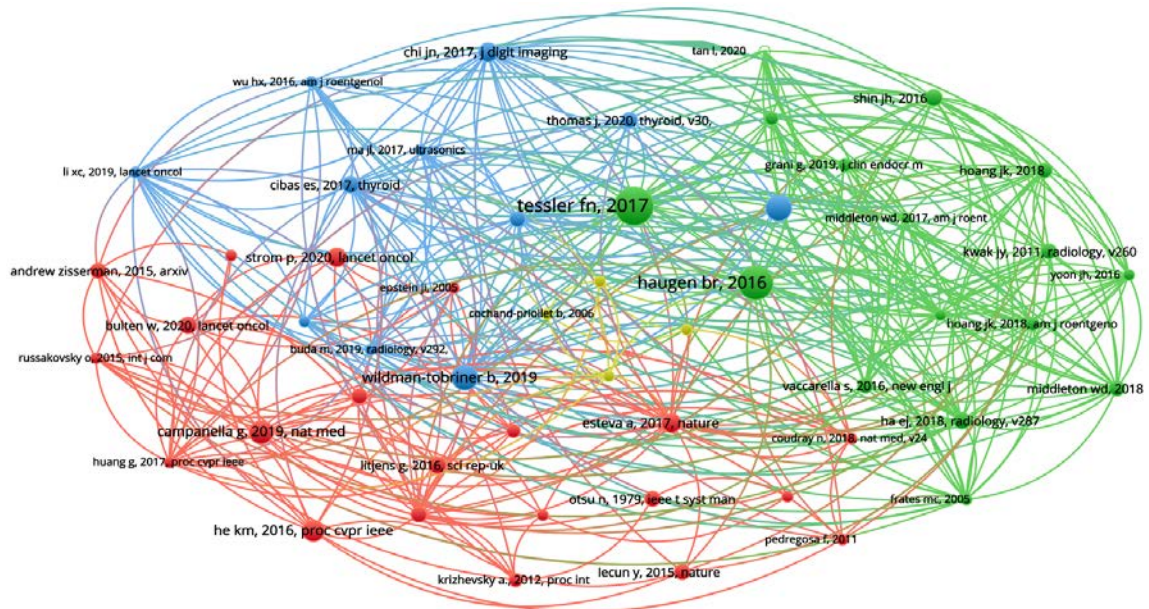 chi jn, 2017, j digit imaging
tan l, 2020
wu hx, 2016, am j roentgenol
shin jh, 2016
thomas j, 2020, thyroid, v30,
ma jl, 2017, ultrasonics
grani g, 2019, j clin endocr m
li xc, 2019, lancet oncol
hoang jk, 2018
cibas es, 2017, thyroid
tessler fn, 2017
middleton wd, 2017, am j roent
kwak jy, 2011, radiology, v260
strom p, 2020, lancet oncol
andrew zisserman, 2015, arxiv
yoon jh, 2016
haugen br, 2016
epstein ji, 2005
cochand-priollet b, 2006
bulten w, 2020, lancet oncol
hoang jk, 2018, am j roentgeno
buda m, 2019, radiology, v292,
russakovsky o, 2015, int j com
wildman-tobriner b, 2019
vaccarella s, 2016, new engl j
middleton wd, 2018
esteva a, 2017, nature
ha ej, 2018, radiology, v287
campanella g, 2019, nat med
coudray n, 2018, nat med, v24
huang g, 2017, proc cvpr ieee
litjens g, 2016, sci rep-uk
otsu n, 1979, ieee t syst man
frates mc, 2005
he km, 2016, proc cvpr ieee
pedregosa f, 2011
lecun y, 2015, nature
krizhevsky a., 2012, proc int